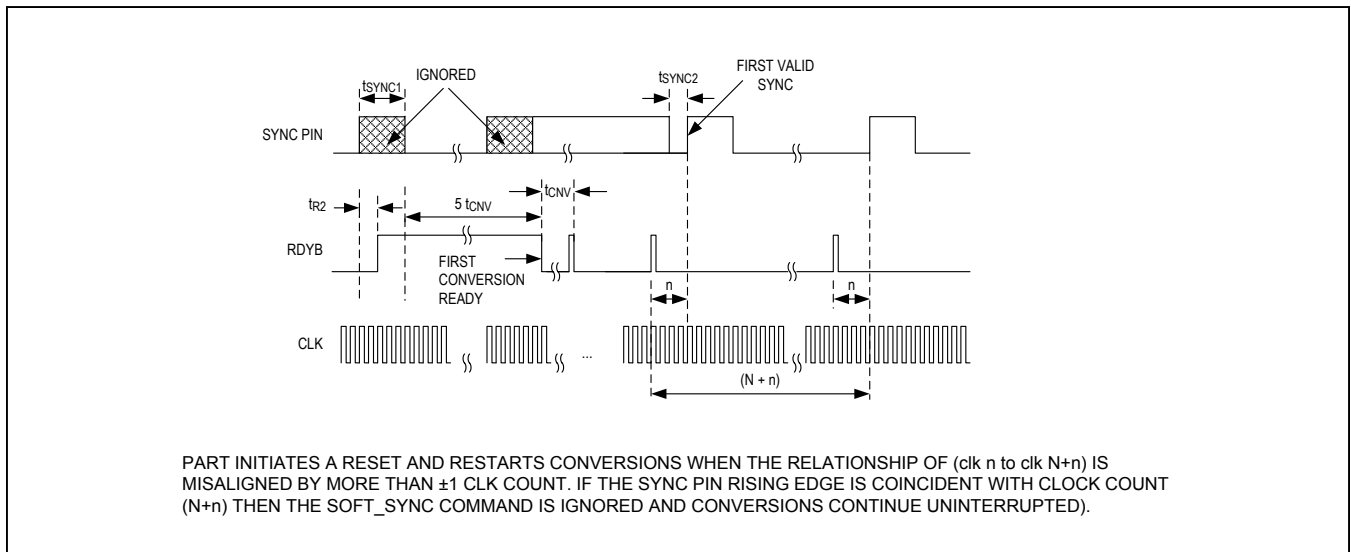 tSYNC1
IGNORED
tSYNC2
FIRST VALID
SYNC
SYNC PIN
tR2
5 tCNV
tCNV
RDYB
FIRST
CONVERSION
READY
n
n
CLK
...
(N + n)
PART INITIATES A RESET AND RESTARTS CONVERSIONS WHEN THE RELATIONSHIP OF (clk n to clk N+n) IS
MISALIGNED BY MORE THAN ±1 CLK COUNT. IF THE SYNC PIN RISING EDGE IS COINCIDENT WITH CLOCK COUNT
(N+n) THEN THE SOFT_SYNC COMMAND IS IGNORED AND CONVERSIONS CONTINUE UNINTERRUPTED).